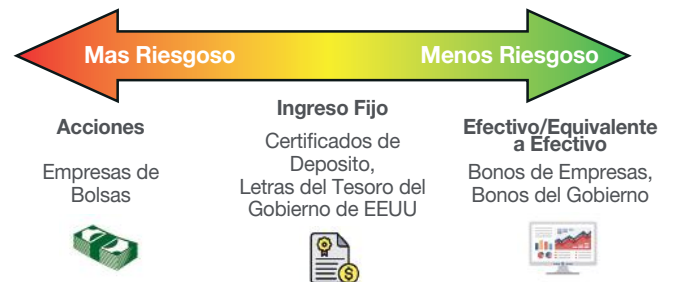 Mas Riesgoso
Menos Riesgoso
Acciones
Empresas de
Bolsas
Ingreso Fijo
Certificados de
Deposito,
Letras del Tesoro del
Gobierno de EEUU
Efectivo/Equivalente
a Efectivo
Bonos de Empresas,
Bonos del Gobierno